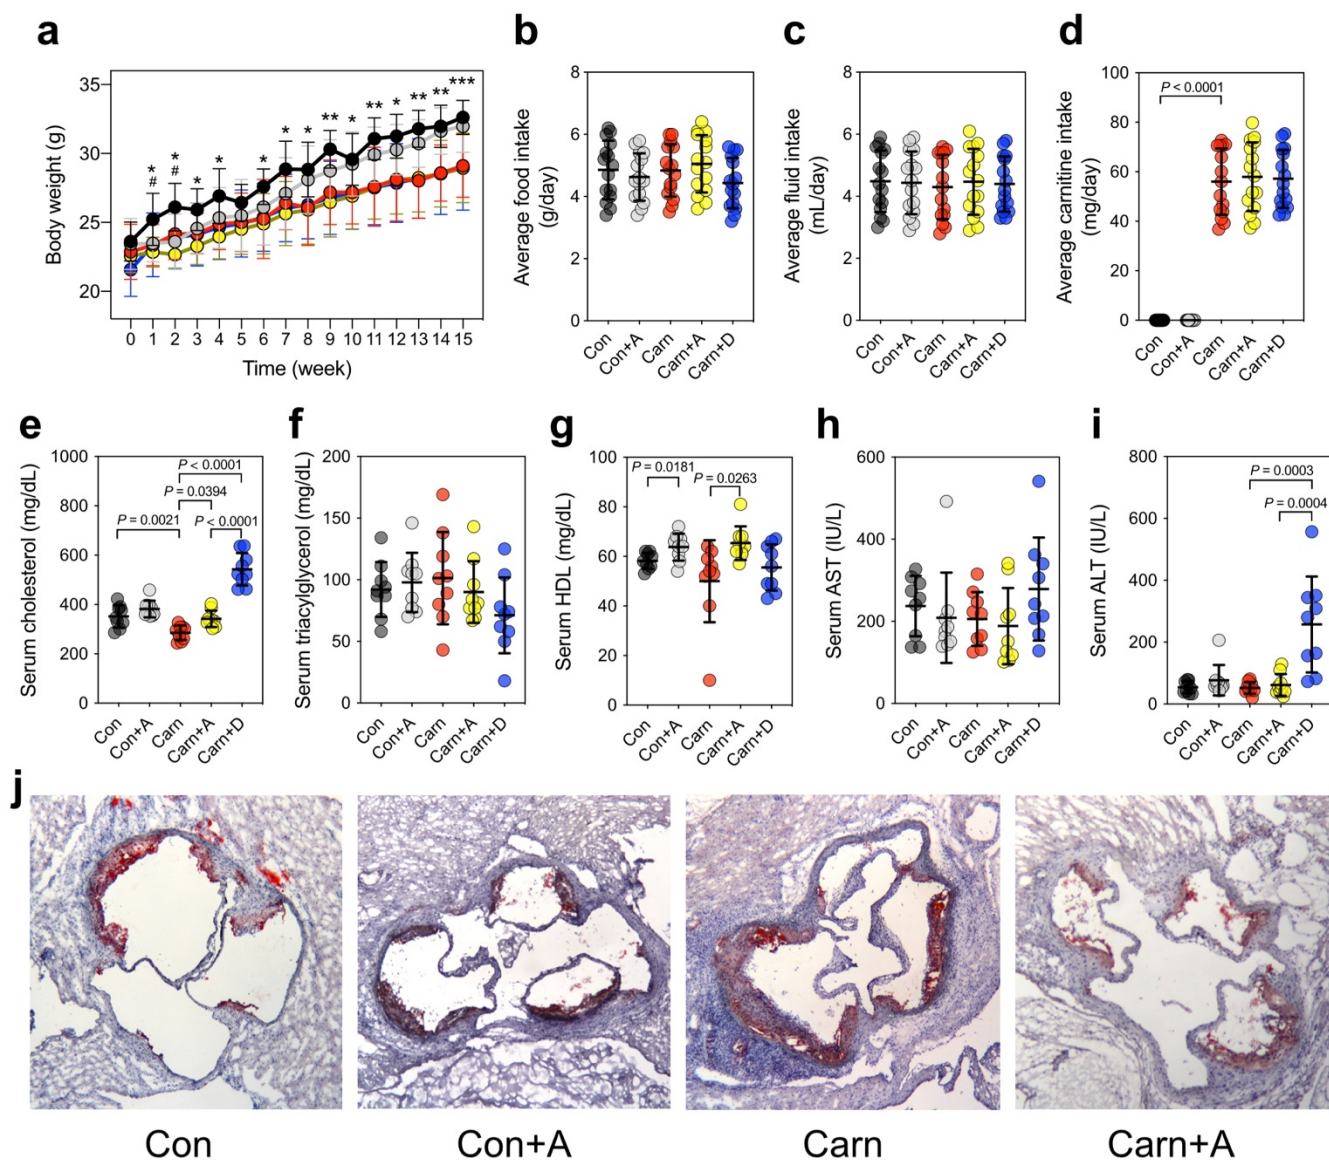 a
Body weight (g)
35
30
25
20
*
#
*
#
*
*
*
*
*
**
*
**
*
**
**
***
0 1 2 3 4 5 6 7 8 9 10 11 12 13 14 15
Time (week)
b
Average food intake
(g/day)
8
6
4
2
0
Con
Con+A
Carn
Carn+A
Carn+D
c
Average fluid intake
(mL/day)
8
6
4
2
0
Con
Con+A
Carn
Carn+A
Carn+D
d
Average carnitine intake
(mg/day)
100
80
60
40
20
0
P < 0.0001
Con
Con+A
Carn
Carn+A
Carn+D
e
Serum cholesterol (mg/dL)
1000
800
600
400
200
0
P < 0.0001
P = 0.0394
P = 0.0021
P < 0.0001
Con
Con+A
Carn
Carn+A
Carn+D
f
Serum triacylglycerol (mg/dL)
200
150
100
50
0
Con
Con+A
Carn
Carn+A
Carn+D
g
Serum HDL (mg/dL)
100
80
60
40
20
0
P = 0.0181
P = 0.0263
Con
Con+A
Carn
Carn+A
Carn+D
h
Serum AST (IU/L)
600
400
200
0
Con
Con+A
Carn
Carn+A
Carn+D
i
Serum ALT (IU/L)
800
600
400
200
0
P = 0.0003
P = 0.0004
Con
Con+A
Carn
Carn+A
Carn+D
j
Con
Con+A
Carn
Carn+A